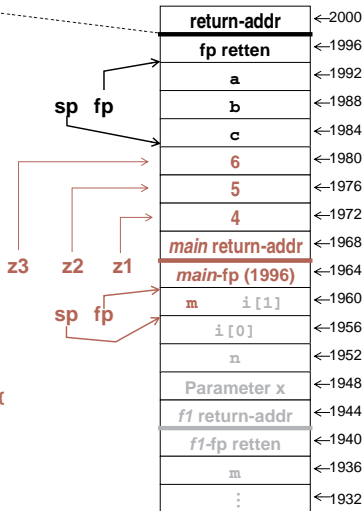 return-addr ←2000
fp retten ←1996
a ←1992
sp fp b ←1988
c ←1984
6 ←1980
5 ←1976
4 ←1972
z3 z2 z1 main return-addr ←1968
main-fp (1996) ←1964
sp fp m i[1] ←1960
i[0] ←1956
n ←1952
Parameter x ←1948
f1 return-addr ←1944
f1-fp retten ←1940
m ←1936
⋮ ←1932